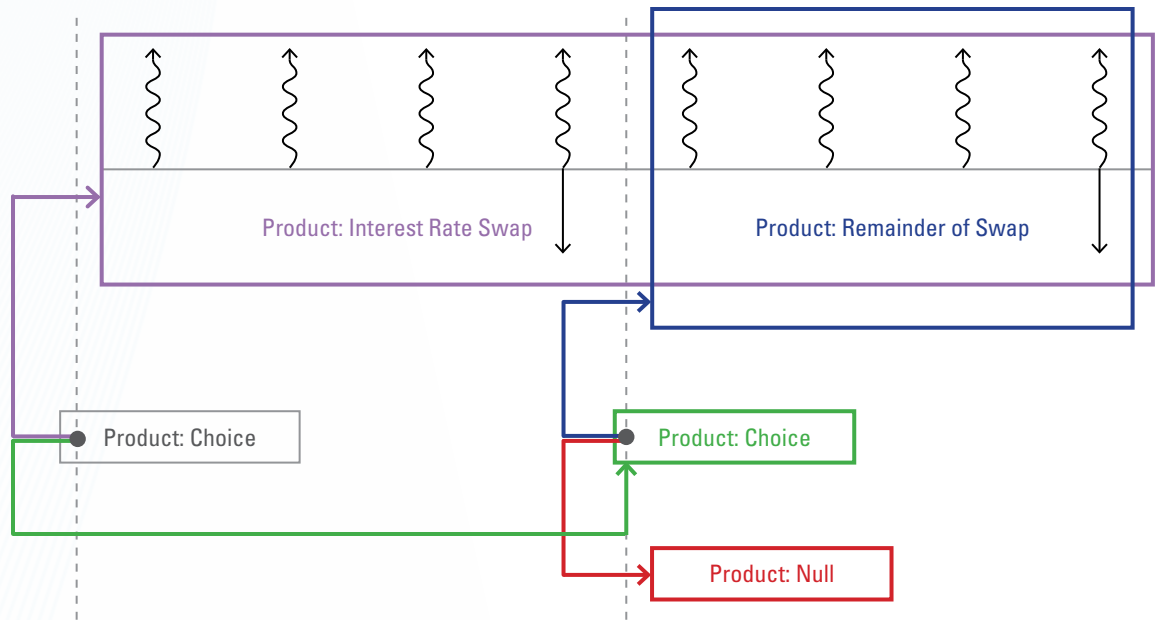 Product: Interest Rate Swap
Product: Remainder of Swap
Product: Choice
Product: Choice
Product: Null